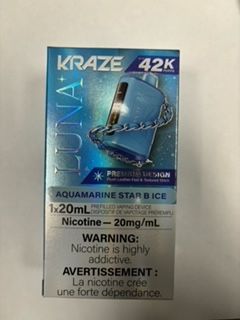 KRAZE 42K
PUFFS
LUNA
PREMIUM DESIGN
AQUAMARINE STAR B ICE
1x20mL PREFILLED VAPING DEVICE
DISPOSITIF DE VAPOTAGE PRÉREMPLI
Nicotine — 20mg/mL
WARNING:
Nicotine is highly
addictive.
AVERTISSEMENT :
La nicotine crée
une forte dépendance.